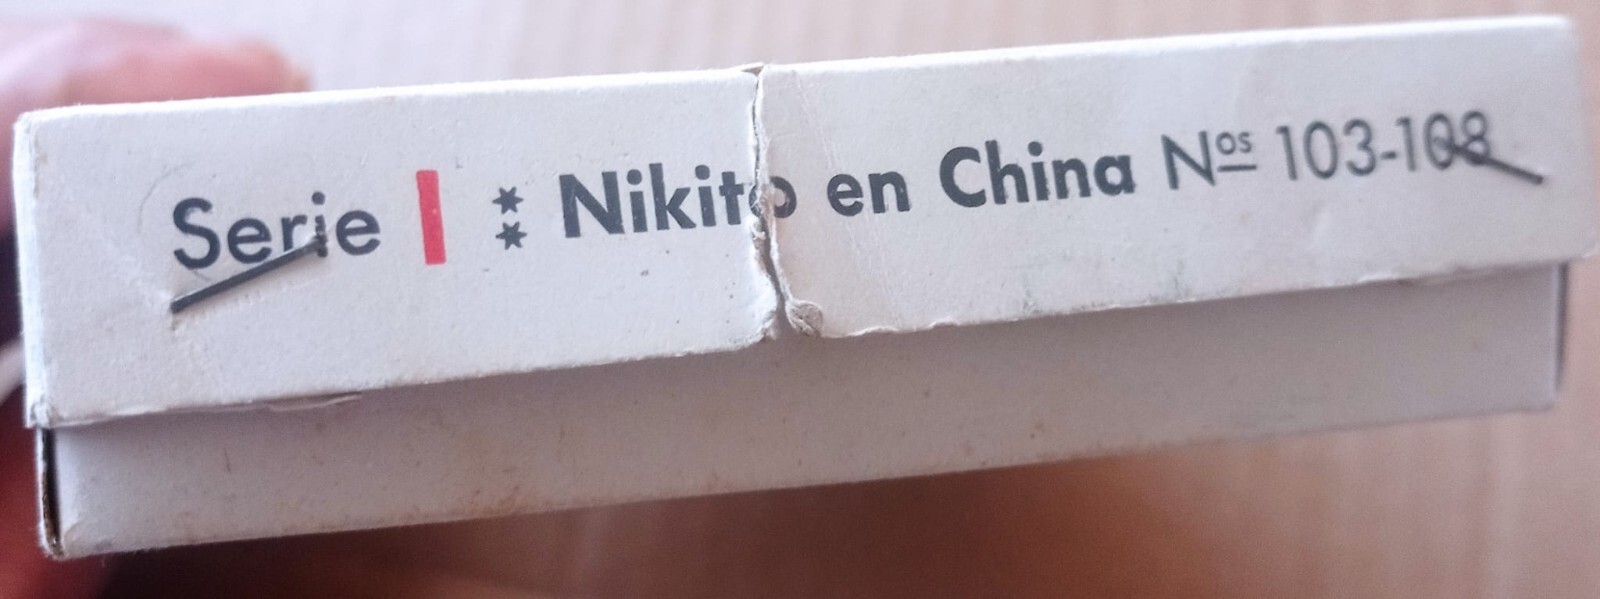 Serie I ** Nikito en China Nos 103-108